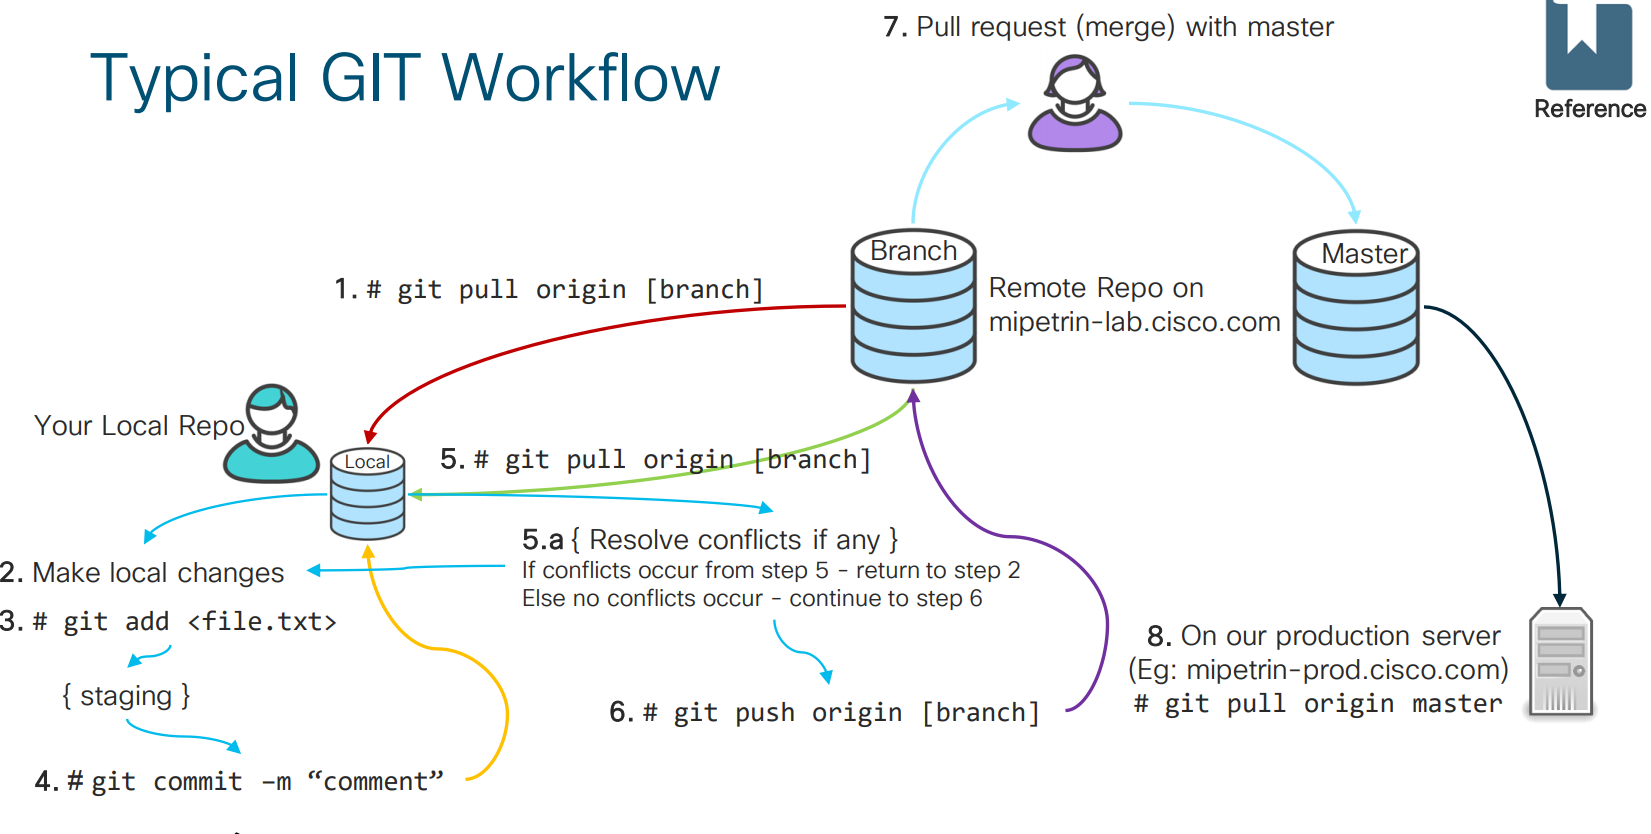 7. Pull request (merge) with master
Typical GIT Workflow
Reference
Branch
Master
1. # git pull origin [branch]
Remote Repo on
mipetrin-lab.cisco.com
Your Local Repo
Local
5. # git pull origin [branch]
5.a { Resolve conflicts if any }
If conflicts occur from step 5 - return to step 2
Else no conflicts occur - continue to step 6
2. Make local changes
3. # git add <file.txt>
{ staging }
4. # git commit –m “comment”
6. # git push origin [branch]
8. On our production server
(Eg: mipetrin-prod.cisco.com)
# git pull origin master